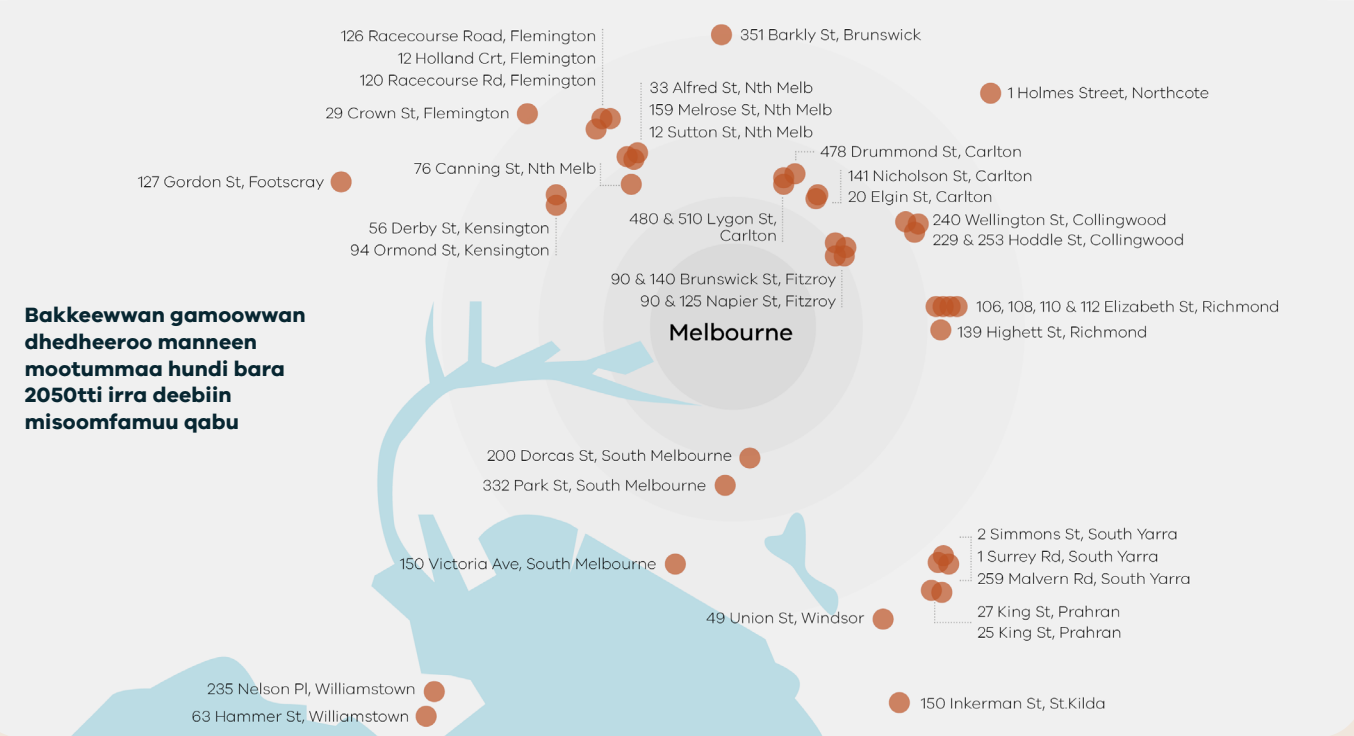 126 Racecourse Road, Flemington
12 Holland Crt, Flemington
120 Racecourse Rd, Flemington
351 Barkly St, Brunswick
33 Alfred St, Nth Melb
159 Melrose St, Nth Melb
12 Sutton St, Nth Melb
1 Holmes Street, Northcote
29 Crown St, Flemington
478 Drummond St, Carlton
76 Canning St, Nth Melb
141 Nicholson St, Carlton
20 Elgin St, Carlton
127 Gordon St, Footscray
480 & 510 Lygon St,
Carlton
240 Wellington St, Collingwood
229 & 253 Hoddle St, Collingwood
56 Derby St, Kensington
94 Ormond St, Kensington
90 & 140 Brunswick St, Fitzroy
90 & 125 Napier St, Fitzroy
106, 108, 110 & 112 Elizabeth St, Richmond
139 Highett St, Richmond
Melbourne
Bakkeewwan gamoowwan
dhedheeroo manneen
mootummaa hundi bara
2050tti irra deebiin
misoomfamuu qabu
200 Dorcas St, South Melbourne
332 Park St, South Melbourne
150 Victoria Ave, South Melbourne
2 Simmons St, South Yarra
1 Surrey Rd, South Yarra
259 Malvern Rd, South Yarra
49 Union St, Windsor
27 King St, Prahran
25 King St, Prahran
235 Nelson Pl, Williamstown
63 Hammer St, Williamstown
150 Inkerman St, St.Kilda